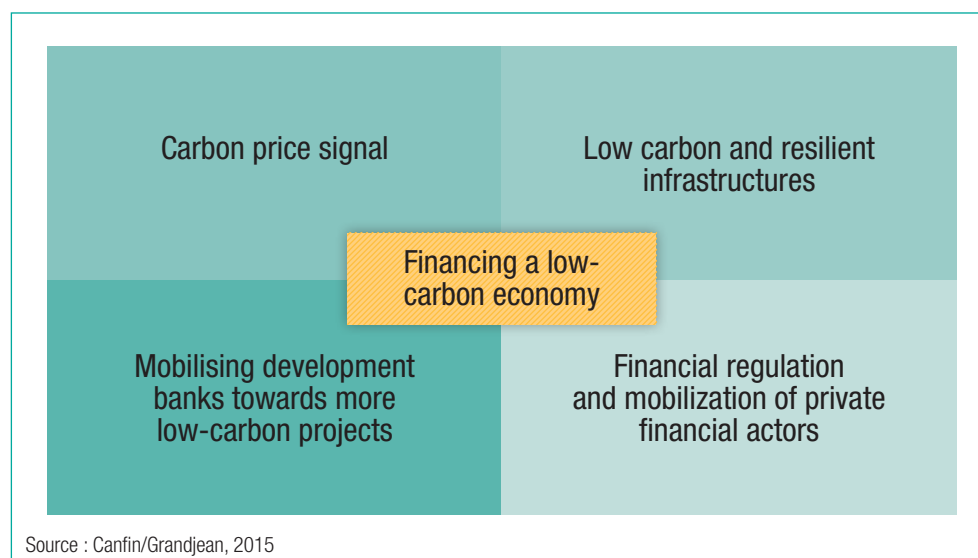 Carbon price signal
Low carbon and resilient
infrastructures
Financing a low-
carbon economy
Mobilising development
banks towards more
low-carbon projects
Financial regulation
and mobilization of private
financial actors
Source : Canfin/Grandjean, 2015